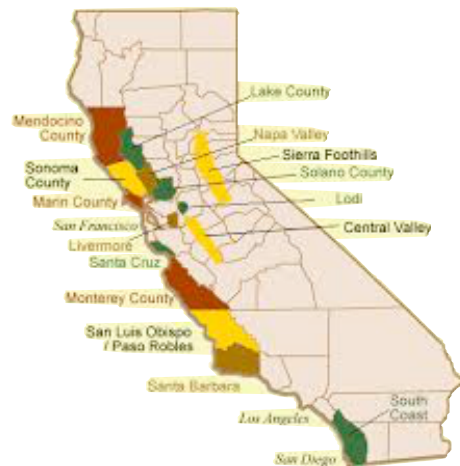 Lake County
Mendocino
County
Napa Valley
Sierra Foothills
Sonoma
County
Solano County
Marin County
Lodi
San Francisco
Central Valley
Livermore
Santa Cruz
Monterey County
San Luis Obispo
/ Paso Robles
Santa Barbara
South
Coast
Los Angeles
San Diego